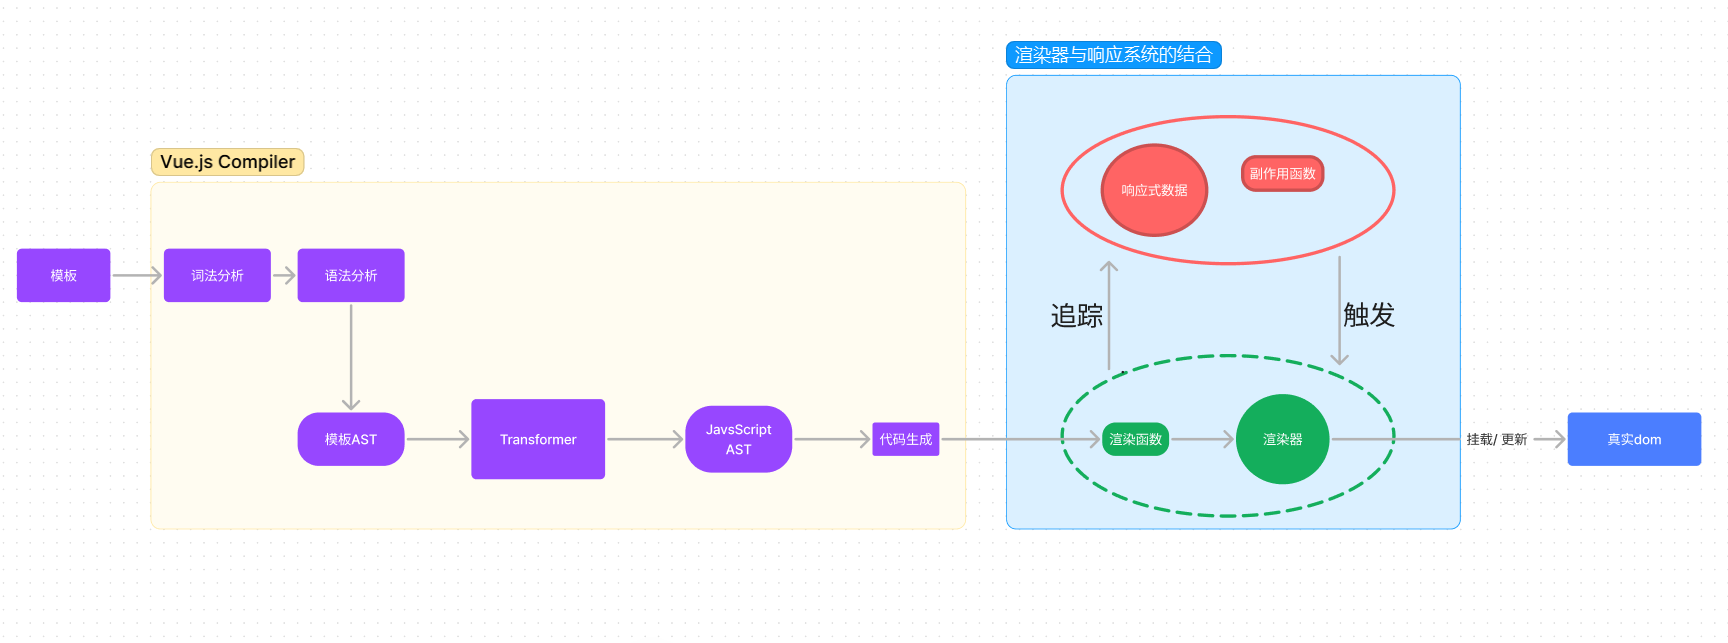 渲染器与响应系统的结合
Vue.js Compiler
响应式数据
副作用函数
模板
词法分析
语法分析
追踪
触发
模板AST
Transformer
JavsScript
AST
代码生成
渲染函数
渲染器
挂载/ 更新
真实dom